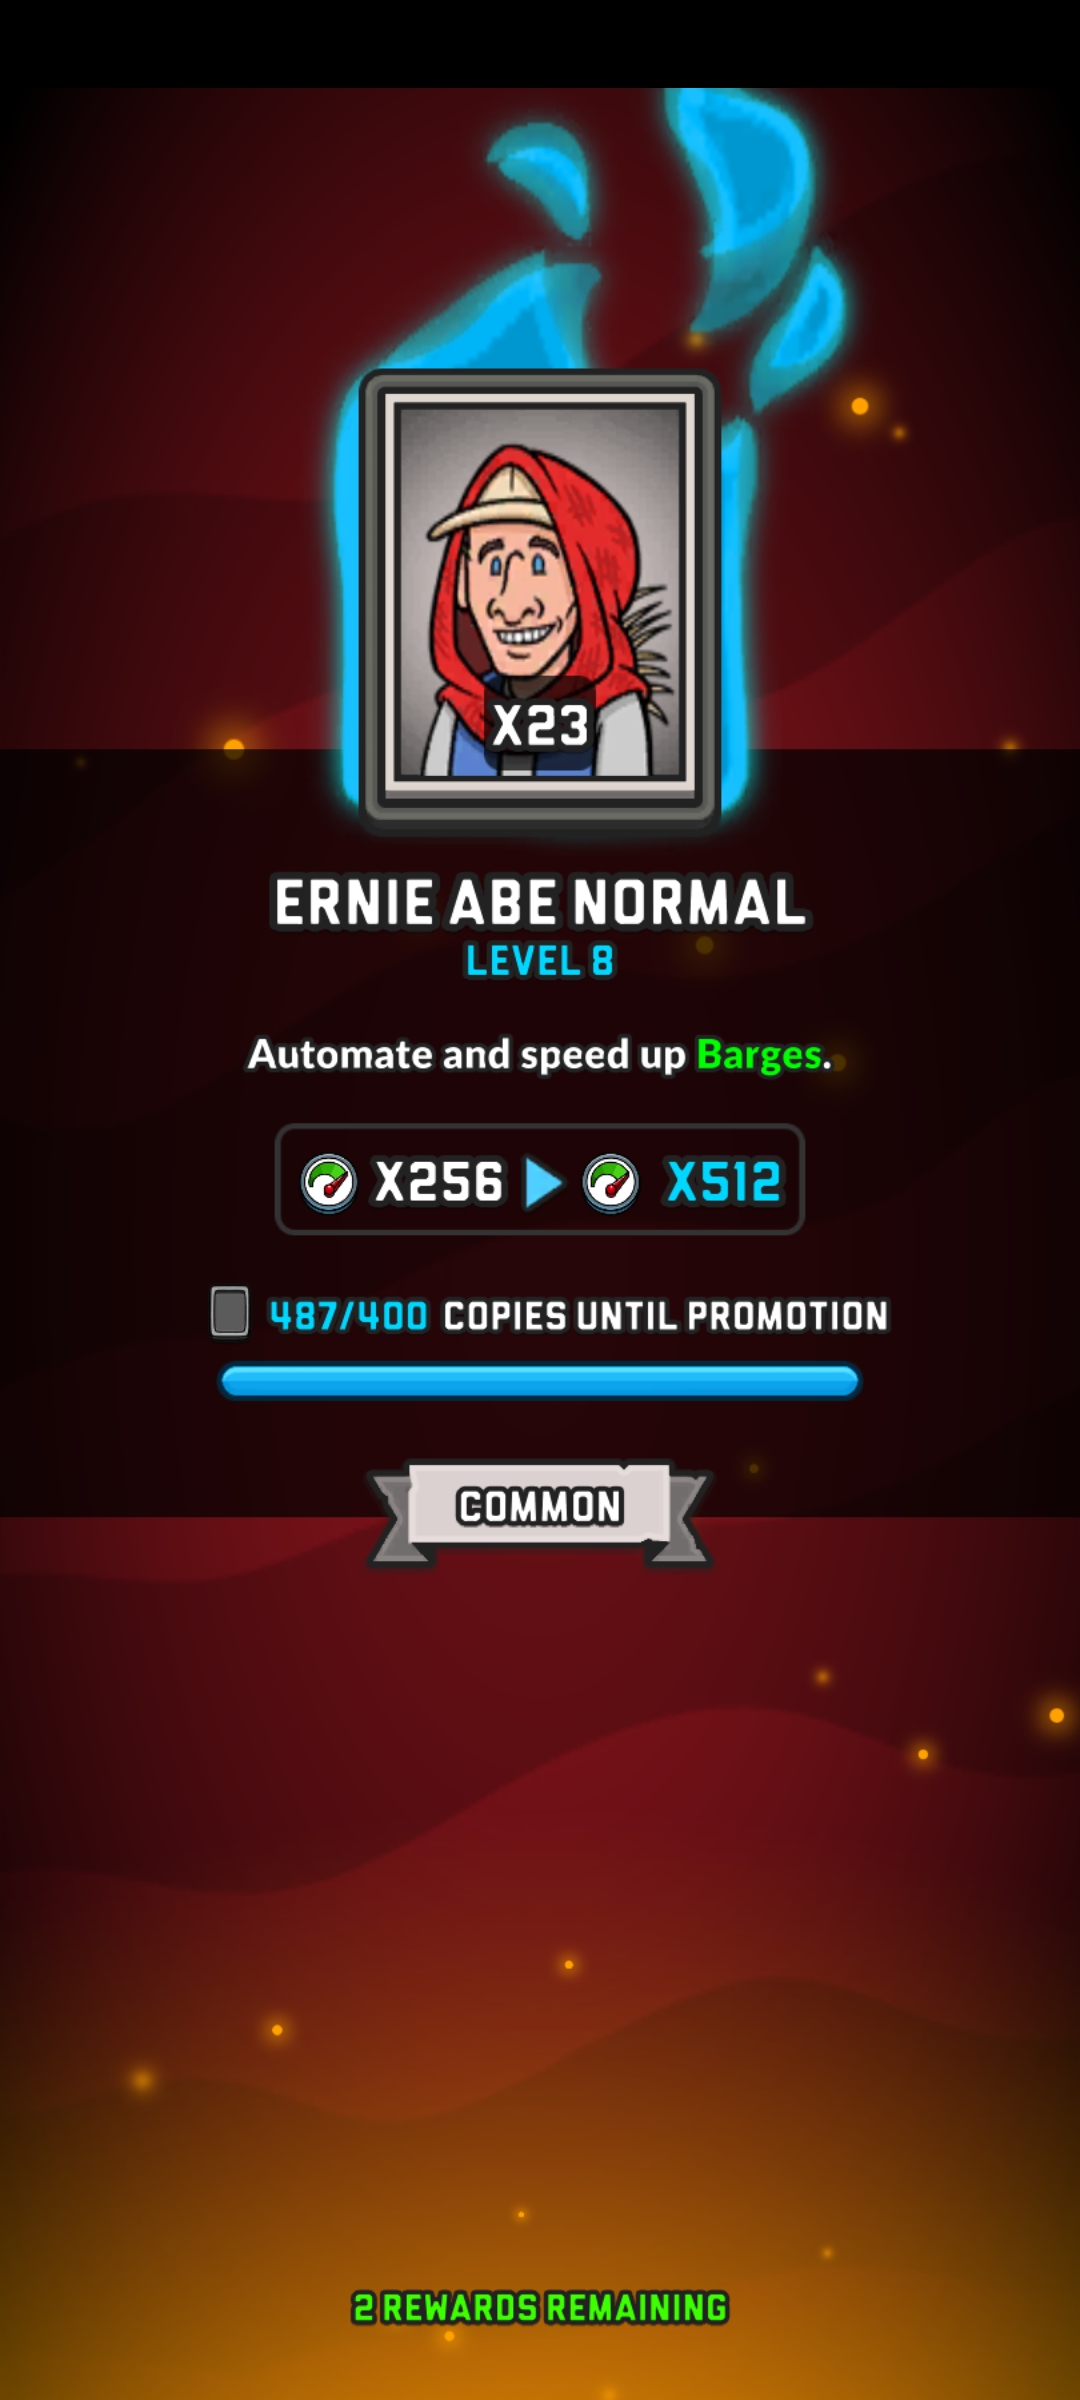 X23
ERNIE ABE NORMAL
LEVEL 8
Automate and speed up Barges.
X256 X512
487/400 COPIES UNTIL PROMOTION
COMMON
2 REWARDS REMAINING